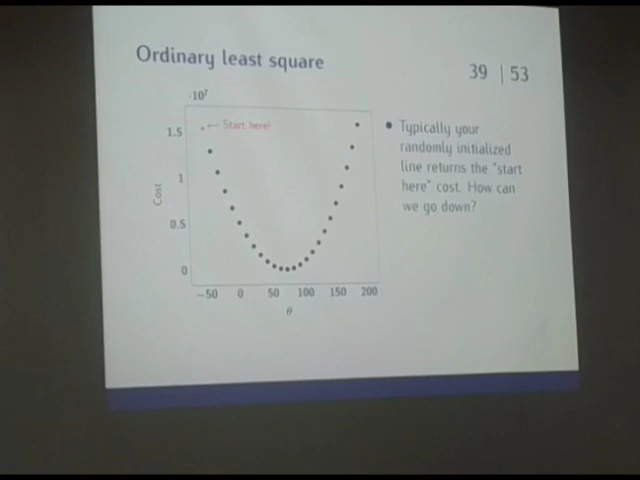 Ordinary least square
39 | 53
·10⁷
Start here!
1.5
1
0.5
0
Cost
−50 0 50 100 150 200
θ
• Typically your
randomly initialized
line returns the "start
here" cost. How can
we go down?